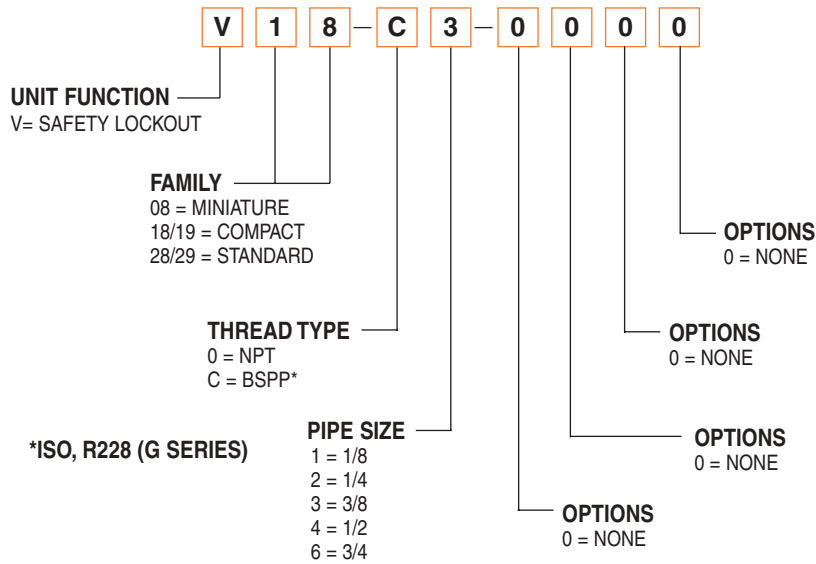 V 1 8 - C 3 - 0 0 0 0
UNIT FUNCTION
V= SAFETY LOCKOUT
FAMILY
08 = MINIATURE
18/19 = COMPACT
28/29 = STANDARD
OPTIONS
0 = NONE
THREAD TYPE
0 = NPT
C = BSPP*
OPTIONS
0 = NONE
*ISO, R228 (G SERIES)
PIPE SIZE
1 = 1/8
2 = 1/4
3 = 3/8
4 = 1/2
6 = 3/4
OPTIONS
0 = NONE
OPTIONS
0 = NONE